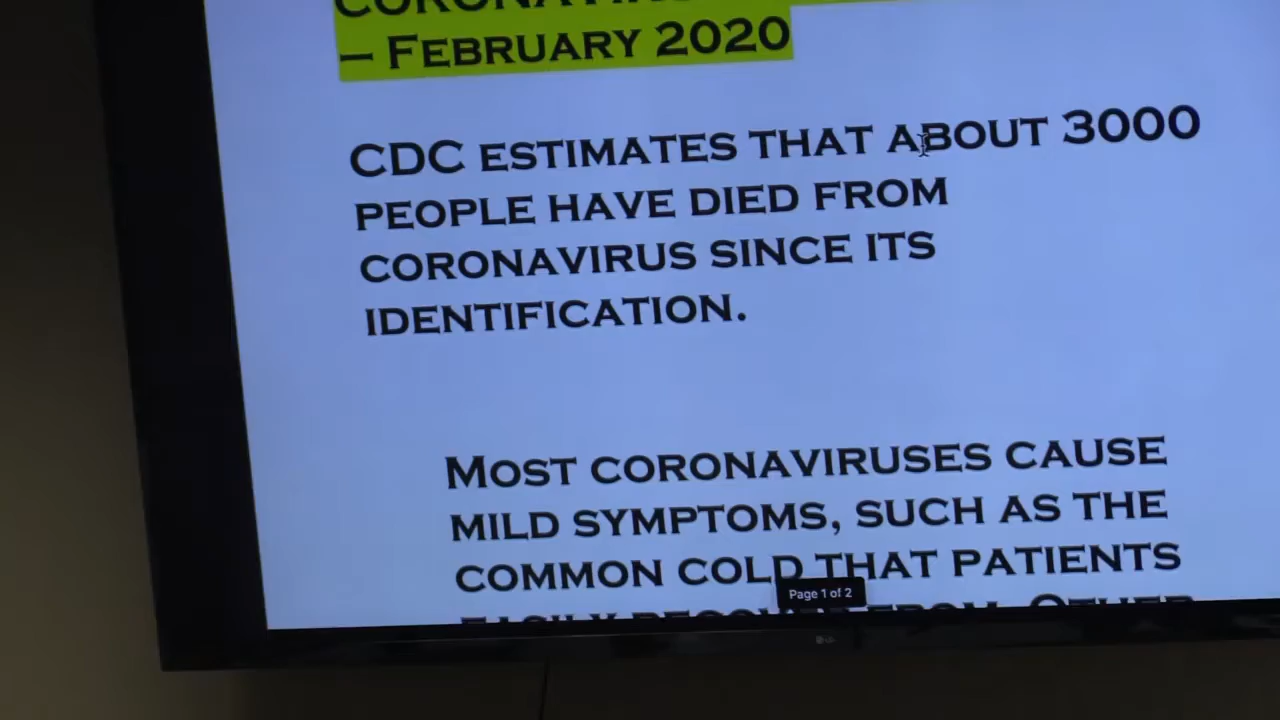 – FEBRUARY 2020
CDC ESTIMATES THAT ABOUT 3000
PEOPLE HAVE DIED FROM
CORONAVIRUS SINCE ITS
IDENTIFICATION.
MOST CORONAVIRUSES CAUSE
MILD SYMPTOMS, SUCH AS THE
COMMON COLD THAT PATIENTS
Page 1 of 2
LG